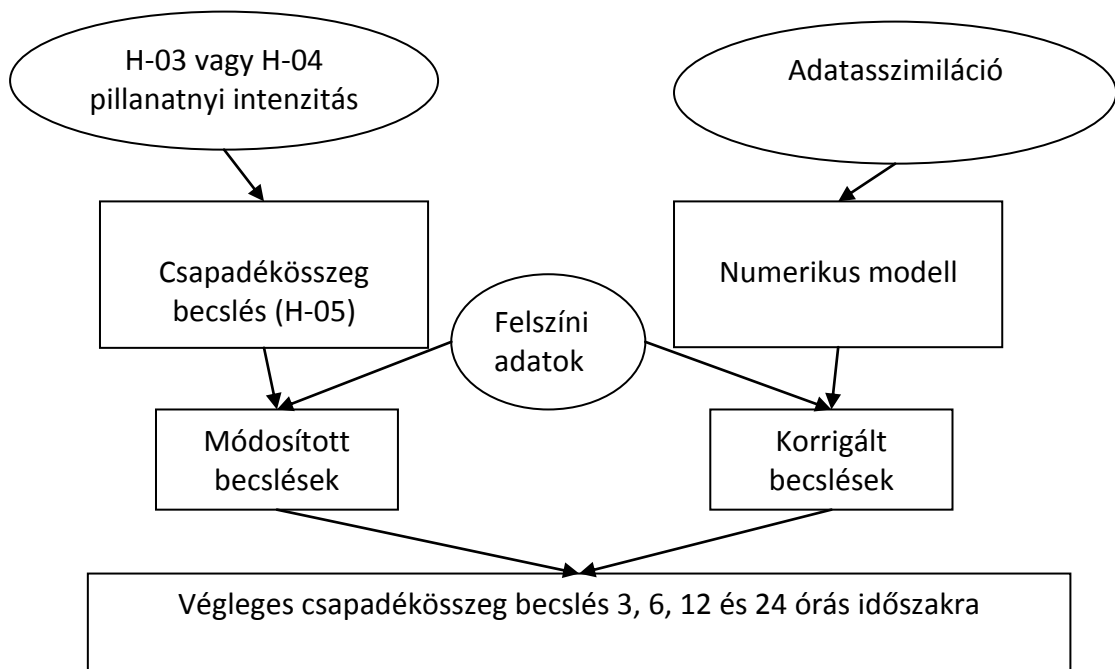 H-03 vagy H-04
pillanatnyi intenzitás
Adatasszimiláció
Csapadékösszeg
becslés (H-05)
Numerikus modell
Felszíni
adatok
Módosított
becslések
Korrigált
becslések
Végleges csapadékösszeg becslés 3, 6, 12 és 24 órás időszakra